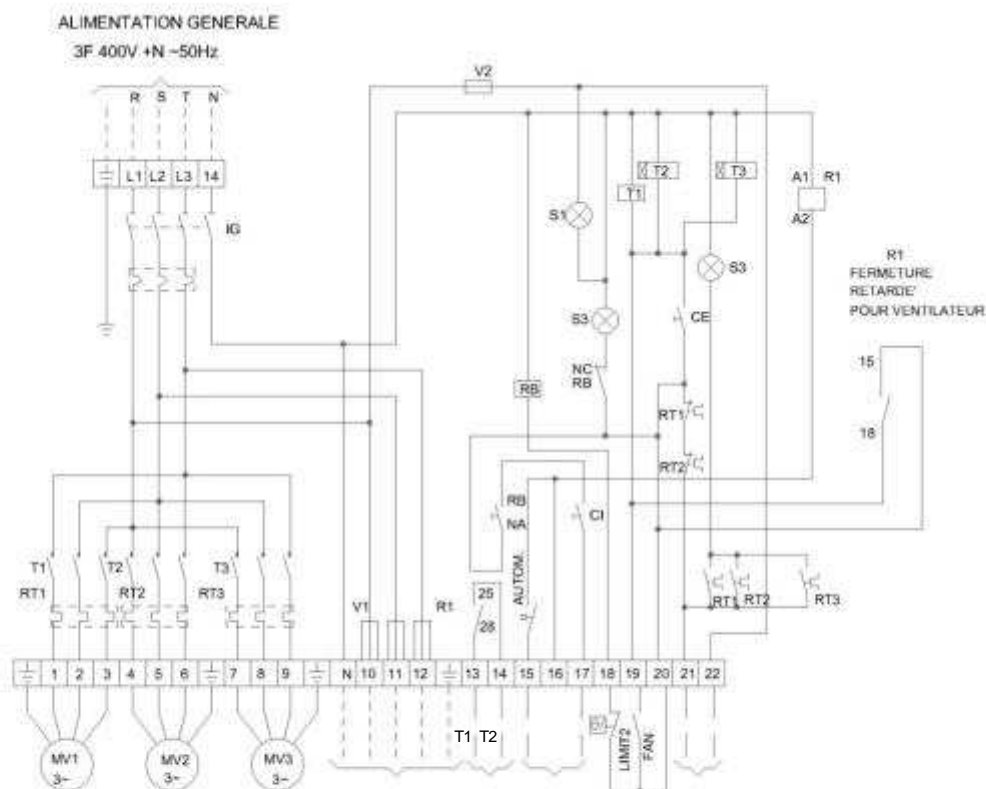 ALIMENTATION GENERALE
3F 400V +N ~50Hz
R S T N
L1 L2 L3 14
IG
V2
S1
S3
NC
RB
RB
T1
T2
T3
CE
S3
A1 R1
A2
R1
FERMETURE
RETARDE'
POUR VENTILATEUR
15
18
RT1
RT2
RB
NA
CI
AUTOM.
25
28
T1 T2 T3
RT1 RT2 RT3
V1 R1
RT1 RT2 RT3
1 2 3 4 5 6 7 8 9 N 10 11 12 13 14 15 16 17 18 19 20 21 22
MV1
3~
MV2
3~
MV3
3~
T1 T2
LIMIT2
FAN